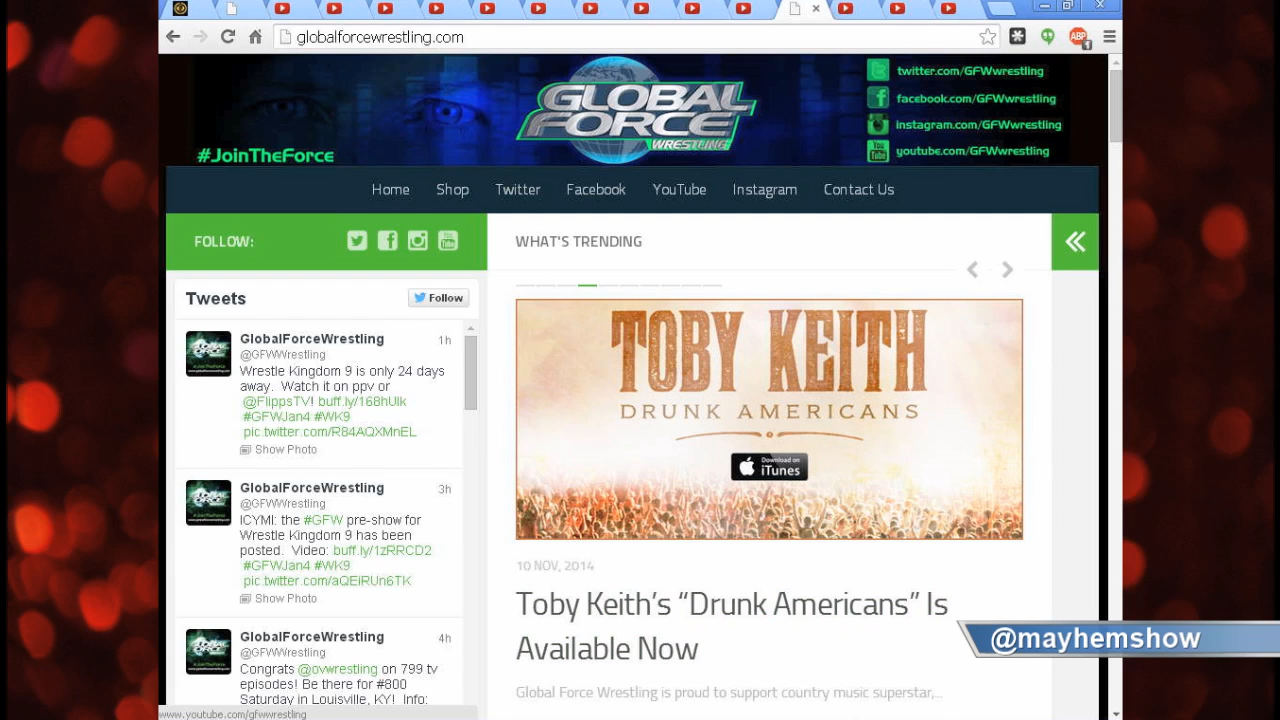 globalforcewrestling.com
ABP
GLOBAL
FORCE
WRESTLING
#JoinTheForce
twitter.com/GFWwrestling
facebook.com/GFWwrestling
instagram.com/GFWwrestling
You
Tube
youtube.com/GFWwrestling
Home Shop Twitter Facebook YouTube Instagram Contact Us
FOLLOW:
WHAT'S TRENDING
Tweets
Follow
GlobalForceWrestling 1h
@GFWWrestling
Wrestle Kingdom 9 is only 24 days
away. Watch it on ppv or
@FlippsTV! buff.ly/168hUIk
#GFWJan4 #WK9
pic.twitter.com/R84AQXMnEL
Show Photo
GlobalForceWrestling 3h
@GFWWrestling
ICYMI: the #GFW pre-show for
Wrestle Kingdom 9 has been
posted. Video: buff.ly/1zRRCD2
#GFWJan4 #WK9
pic.twitter.com/aQEiRUn6TK
Show Photo
GlobalForceWrestling 4h
@GFWWrestling
Congrats @ovwrestling on 799 tv
episodes! Be there for #800
Saturday in Louisville, KY! Info:
www.youtube.com/gfwwrestling
TOBY KEITH
DRUNK AMERICANS
Download on
iTunes
10 NOV, 2014
Toby Keith's “Drunk Americans” Is
Available Now
Global Force Wrestling is proud to support country music superstar,...
@mayhemshow